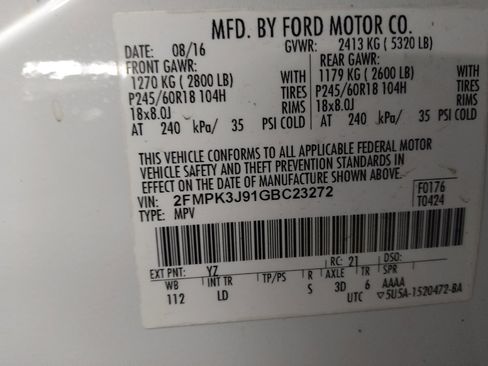 MFD. BY FORD MOTOR CO.
DATE: 08/16 GVWR: 2413 KG ( 5320 LB)
FRONT GAWR: REAR GAWR:
1270 KG ( 2800 LB) WITH 1179 KG ( 2600 LB) WITH
P245/60R18 104H TIRES P245/60R18 104H TIRES
18x8.0J RIMS 18x8.0J RIMS
AT 240 kPa/ 35 PSI COLD AT 240 kPa/ 35 PSI COLD
THIS VEHICLE CONFORMS TO ALL APPLICABLE FEDERAL MOTOR
VEHICLE SAFETY AND THEFT PREVENTION STANDARDS IN
EFFECT ON THE DATE OF MANUFACTURE SHOWN ABOVE.
VIN: 2FMPK3J91GBC23272 F0176
TYPE: MPV T0424
EXT PNT: YZ RC: 21 DSO:
WB INT TR TP/PS R AXLE TR SPR
112 LD S 3D 6 AAAA
UTC ▽5U5A-1520472-BA